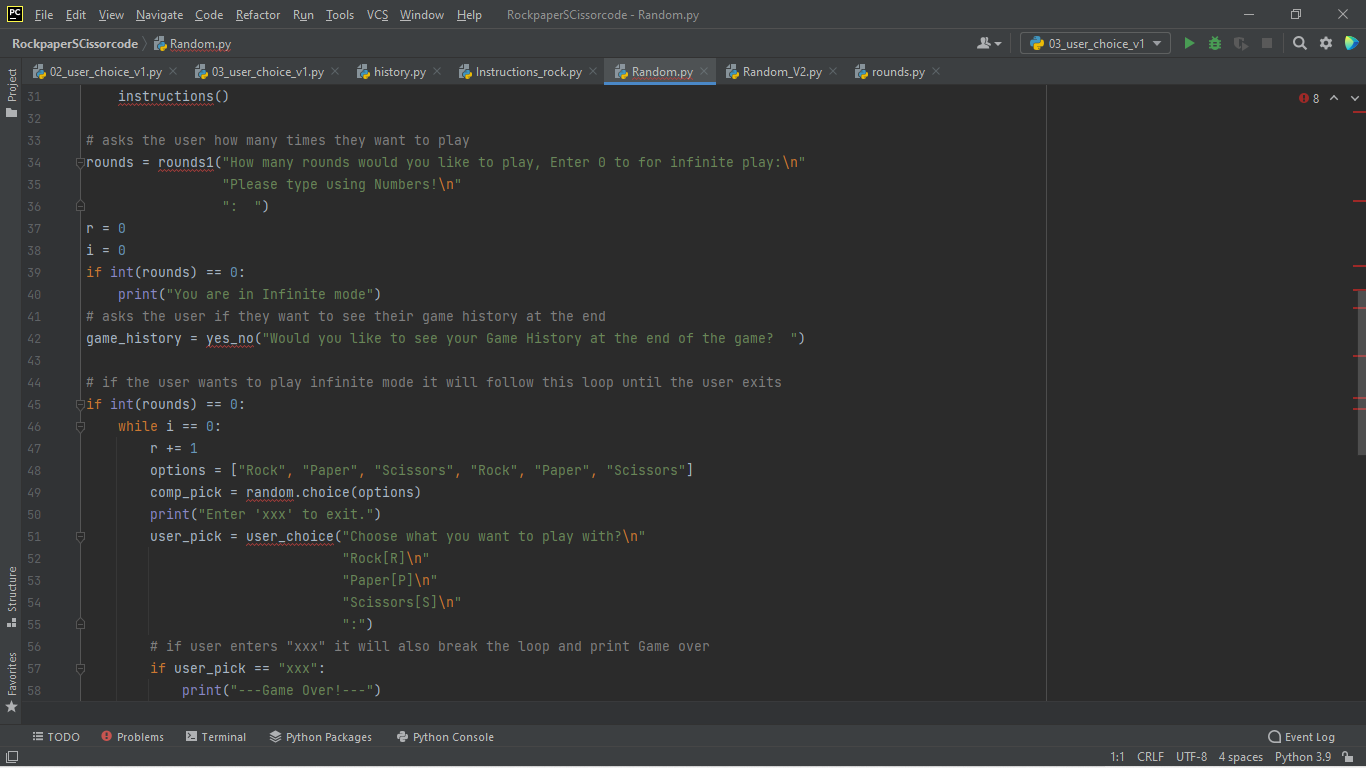 PC File Edit View Navigate Code Refactor Run Tools VCS Window Help RockpaperSCissorcode - Random.py
RockpaperSCissorcode Random.py 03_user_choice_v1
02_user_choice_v1.py 03_user_choice_v1.py history.py Instructions_rock.py Random.py Random_V2.py rounds.py
Project
8
31 instructions()
32
33 # asks the user how many times they want to play
34 rounds = rounds1("How many rounds would you like to play, Enter 0 to for infinite play:\n"
35 "Please type using Numbers!\n"
36 ":  ")
37 r = 0
38 i = 0
39 if int(rounds) == 0:
40 print("You are in Infinite mode")
41 # asks the user if they want to see their game history at the end
42 game_history = yes_no("Would you like to see your Game History at the end of the game?  ")
43
44 # if the user wants to play infinite mode it will follow this loop until the user exits
45 if int(rounds) == 0:
46 while i == 0:
47 r += 1
48 options = ["Rock", "Paper", "Scissors", "Rock", "Paper", "Scissors"]
49 comp_pick = random.choice(options)
50 print("Enter 'xxx' to exit.")
51 user_pick = user_choice("Choose what you want to play with?\n"
52 "Rock[R]\n"
53 "Paper[P]\n"
54 "Scissors[S]\n"
55 ":")
56 # if user enters "xxx" it will also break the loop and print Game over
57 if user_pick == "xxx":
58 print("---Game Over!---")
Structure
Favorites
TODO Problems Terminal Python Packages Python Console Event Log
1:1 CRLF UTF-8 4 spaces Python 3.9